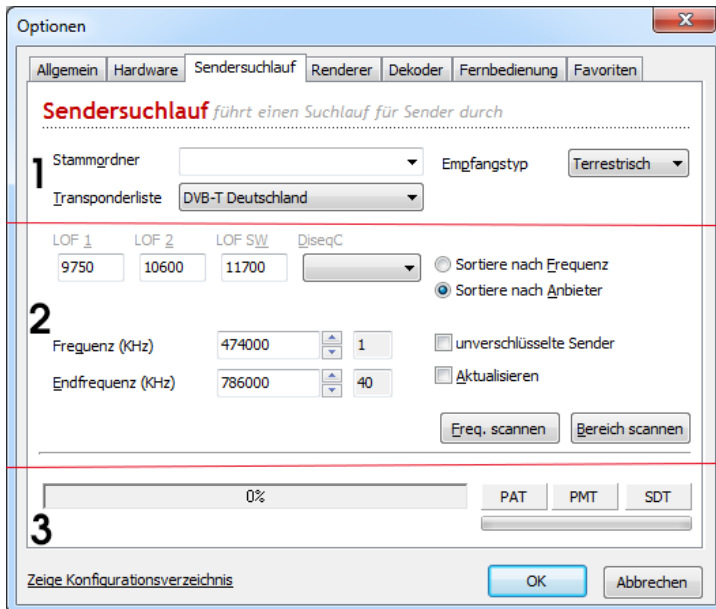 Optionen
Allgemein Hardware Sendersuchlauf Renderer Dekoder Fernbedienung Favoriten
Sendersuchlauf führt einen Suchlauf für Sender durch
1
Stammordner Empfangstyp Terrestrisch
Transponderliste DVB-T Deutschland
LOF 1 LOF 2 LOF SW DiseqC
9750 10600 11700 Sortiere nach Frequenz
Sortiere nach Anbieter
2
Frequenz (KHz) 474000 1 unverschlüsselte Sender
Endfrequenz (KHz) 786000 40 Aktualisieren
Freq. scannen Bereich scannen
0% PAT PMT SDT
3
Zeige Konfigurationsverzeichnis OK Abbrechen